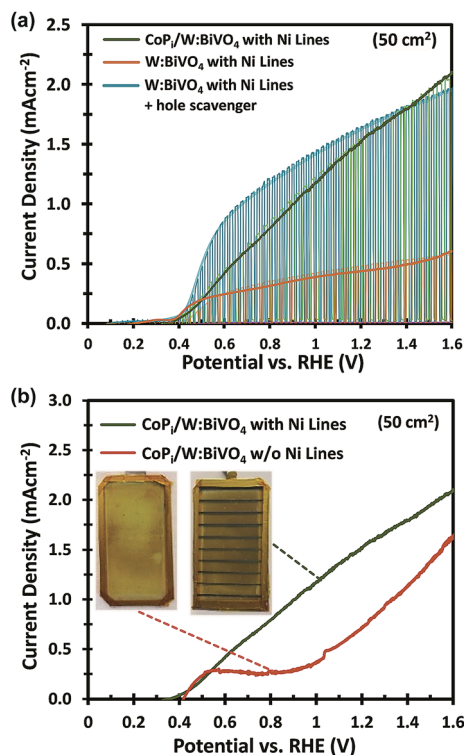 (a)
CoPi/W:BiVO4 with Ni Lines
(50 cm2)
W:BiVO4 with Ni Lines
W:BiVO4 with Ni Lines
+ hole scavenger
Current Density (mAcm-2)
2.5
2.0
1.5
1.0
0.5
0.0
0 0.2 0.4 0.6 0.8 1 1.2 1.4 1.6
Potential vs. RHE (V)
(b)
CoPi/W:BiVO4 with Ni Lines
(50 cm2)
CoPi/W:BiVO4 w/o Ni Lines
Current Density (mAcm-2)
3.0
2.5
2.0
1.5
1.0
0.5
0.0
0 0.2 0.4 0.6 0.8 1 1.2 1.4 1.6
Potential vs. RHE (V)